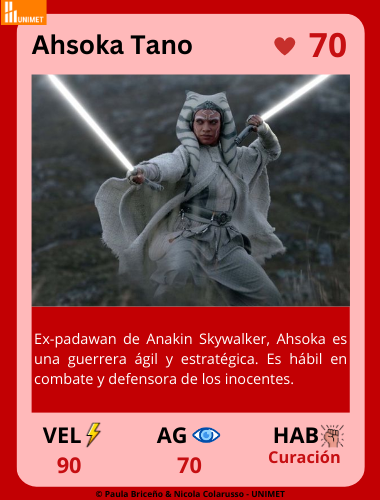 UNIMET
Ahsoka Tano
70
Ex-padawan de Anakin Skywalker, Ahsoka es
una guerrera ágil y estratégica. Es hábil en
combate y defensora de los inocentes.
VEL AG HAB
90 70 Curación
© Paula Briceño & Nicola Colarusso - UNIMET